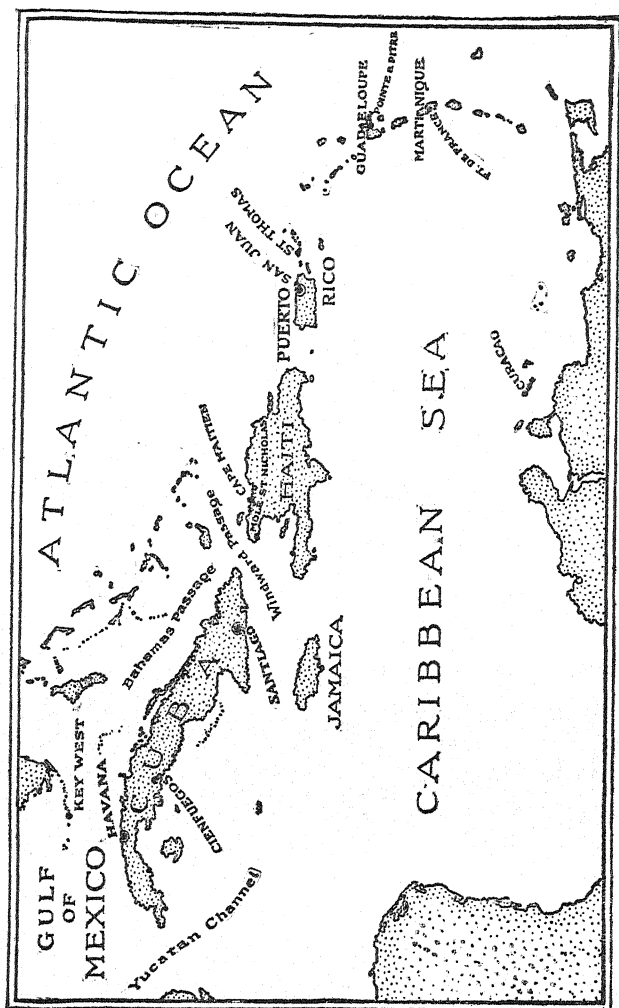 ATLANTIC OCEAN
GULF
OF
MEXICO
KEY WEST
HAVANA
CUBA
CIENFUEGOS
Yucatan Channel
Bahamas Passage
Windward Passage
SANTIAGO
JAMAICA
CAPE HAITIEN
MOLE ST NICHOLAS
HAITI
PUERTO
RICO
SAN JUAN
ST THOMAS
GUADELOUPE
POINTE A PITRE
MARTINIQUE
FT. DE FRANCE
CURACAO
CARIBBEAN SEA